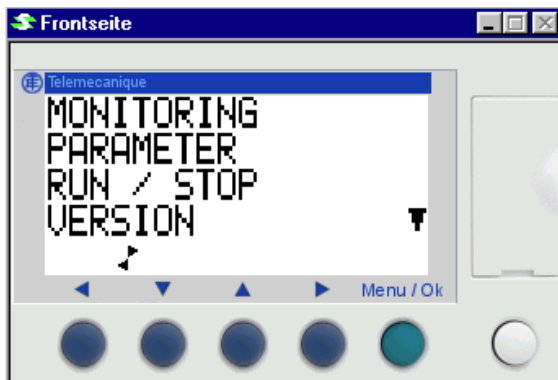 Frontseite
Telemecanique
MONITORING
PARAMETER
RUN / STOP
VERSION
Menu / Ok